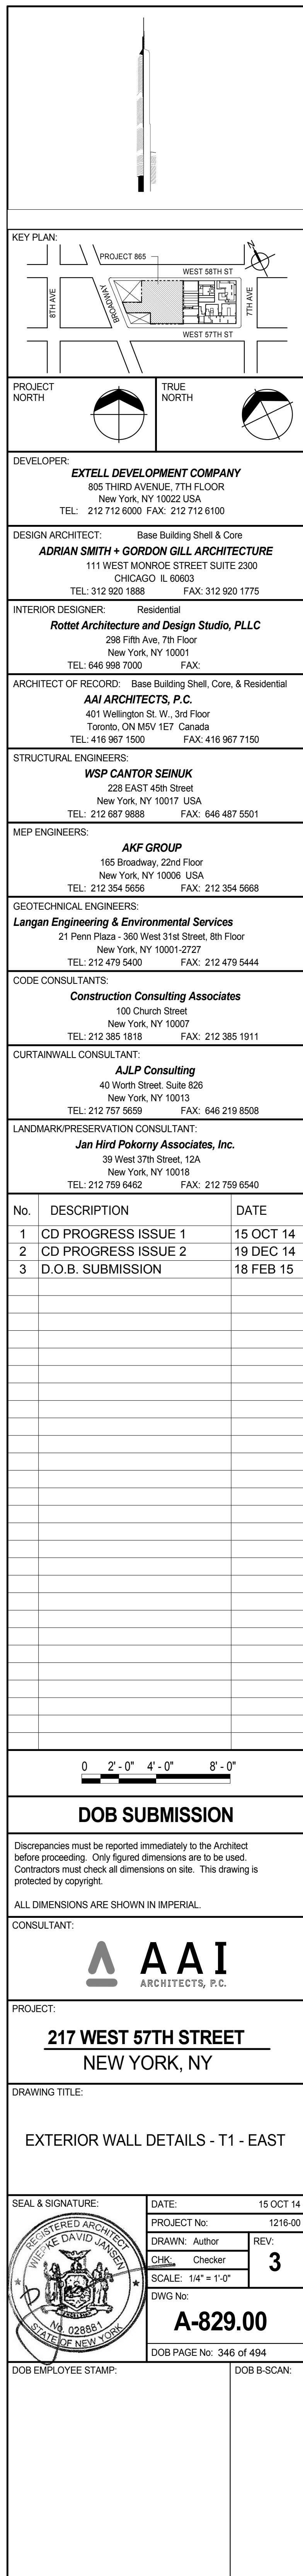 KEY PLAN:
N
PROJECT 865
WEST 58TH ST
8TH AVE
BROADWAY
7TH AVE
WEST 57TH ST
PROJECT
NORTH
TRUE
NORTH
DEVELOPER:
EXTELL DEVELOPMENT COMPANY
805 THIRD AVENUE, 7TH FLOOR
New York, NY 10022 USA
TEL: 212 712 6000 FAX: 212 712 6100
DESIGN ARCHITECT: Base Building Shell & Core
ADRIAN SMITH + GORDON GILL ARCHITECTURE
111 WEST MONROE STREET SUITE 2300
CHICAGO IL 60603
TEL: 312 920 1888 FAX: 312 920 1775
INTERIOR DESIGNER: Residential
Rottet Architecture and Design Studio, PLLC
298 Fifth Ave, 7th Floor
New York, NY 10001
TEL: 646 998 7000 FAX:
ARCHITECT OF RECORD: Base Building Shell, Core, & Residential
AAI ARCHITECTS, P.C.
401 Wellington St. W., 3rd Floor
Toronto, ON M5V 1E7 Canada
TEL: 416 967 1500 FAX: 416 967 7150
STRUCTURAL ENGINEERS:
WSP CANTOR SEINUK
228 EAST 45th Street
New York, NY 10017 USA
TEL: 212 687 9888 FAX: 646 487 5501
MEP ENGINEERS:
AKF GROUP
165 Broadway, 22nd Floor
New York, NY 10006 USA
TEL: 212 354 5656 FAX: 212 354 5668
GEOTECHNICAL ENGINEERS:
Langan Engineering & Environmental Services
21 Penn Plaza - 360 West 31st Street, 8th Floor
New York, NY 10001-2727
TEL: 212 479 5400 FAX: 212 479 5444
CODE CONSULTANTS:
Construction Consulting Associates
100 Church Street
New York, NY 10007
TEL: 212 385 1818 FAX: 212 385 1911
CURTAINWALL CONSULTANT:
AJLP Consulting
40 Worth Street. Suite 826
New York, NY 10013
TEL: 212 757 5659 FAX: 646 219 8508
LANDMARK/PRESERVATION CONSULTANT:
Jan Hird Pokorny Associates, Inc.
39 West 37th Street, 12A
New York, NY 10018
TEL: 212 759 6462 FAX: 212 759 6540
No. DESCRIPTION DATE
1 CD PROGRESS ISSUE 1 15 OCT 14
2 CD PROGRESS ISSUE 2 19 DEC 14
3 D.O.B. SUBMISSION 18 FEB 15
0 2' - 0" 4' - 0" 8' - 0"
DOB SUBMISSION
Discrepancies must be reported immediately to the Architect
before proceeding. Only figured dimensions are to be used.
Contractors must check all dimensions on site. This drawing is
protected by copyright.
ALL DIMENSIONS ARE SHOWN IN IMPERIAL.
CONSULTANT:
AAI
ARCHITECTS, P.C.
PROJECT:
217 WEST 57TH STREET
NEW YORK, NY
DRAWING TITLE:
EXTERIOR WALL DETAILS - T1 - EAST
SEAL & SIGNATURE:
REGISTERED ARCHITECT
WIEPKE DAVID JANSEN
No. 028881
STATE OF NEW YORK
DATE: 15 OCT 14
PROJECT No: 1216-00
DRAWN: Author
CHK: Checker
SCALE: 1/4" = 1'-0"
REV:
3
DWG No:
A-829.00
DOB PAGE No: 346 of 494
DOB EMPLOYEE STAMP:
DOB B-SCAN: